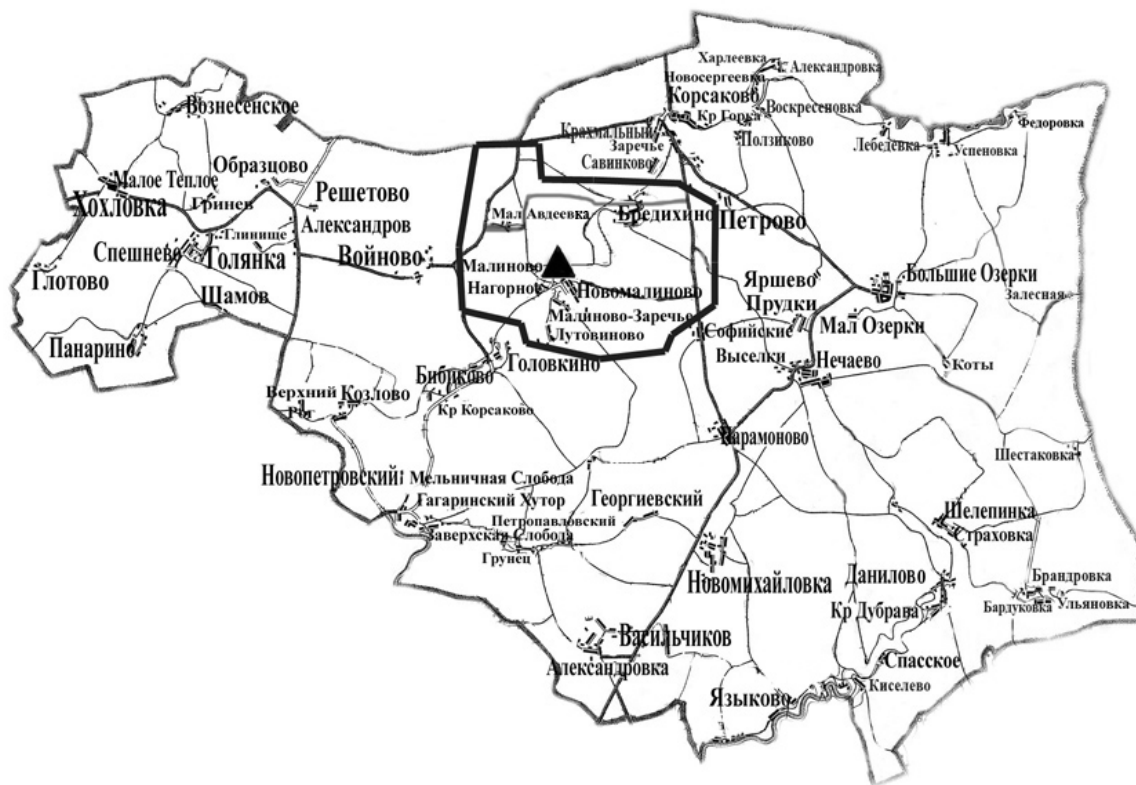 Харлеевка
Александровка
Новосергеевка
Корсаково
Вознесенское
Воскресеновка
Кр Горка
Федоровка
Крахмальный
Заречье
Ползиково
Лебедевка
Успеновка
Савинково
Образцово
Малое Теплое
Хохловка
Гринев
Решетово
Александров
Мал Авдеевка
Бредихино
Петрово
Глинище
Спешнево
Голянка
Войново
Малиново
Глотово
Нагорное
Новомалиново
Яршево
Большие Озерки
Шамов
Залесная
Прудки
Малиново-Заречье
Мал Озерки
Лутовиново
Софийские
Панарино
Выселки
Нечаево
Головкино
Коты
Бибиково
Верхний
Рог
Козлово
Кр Корсаково
Парамоново
Шестаковка
Новопетровский
Мельничная Слобода
Гагаринский Хутор
Георгиевский
Шелепинка
Петропавловский
Заверхская Слобода
Страховка
Грунец
Новомихайловка
Данилово
Брандровка
Бардуковка
Ульяновка
Кр Дубрава
Васильчиков
Александровка
Спасское
Киселево
Языково